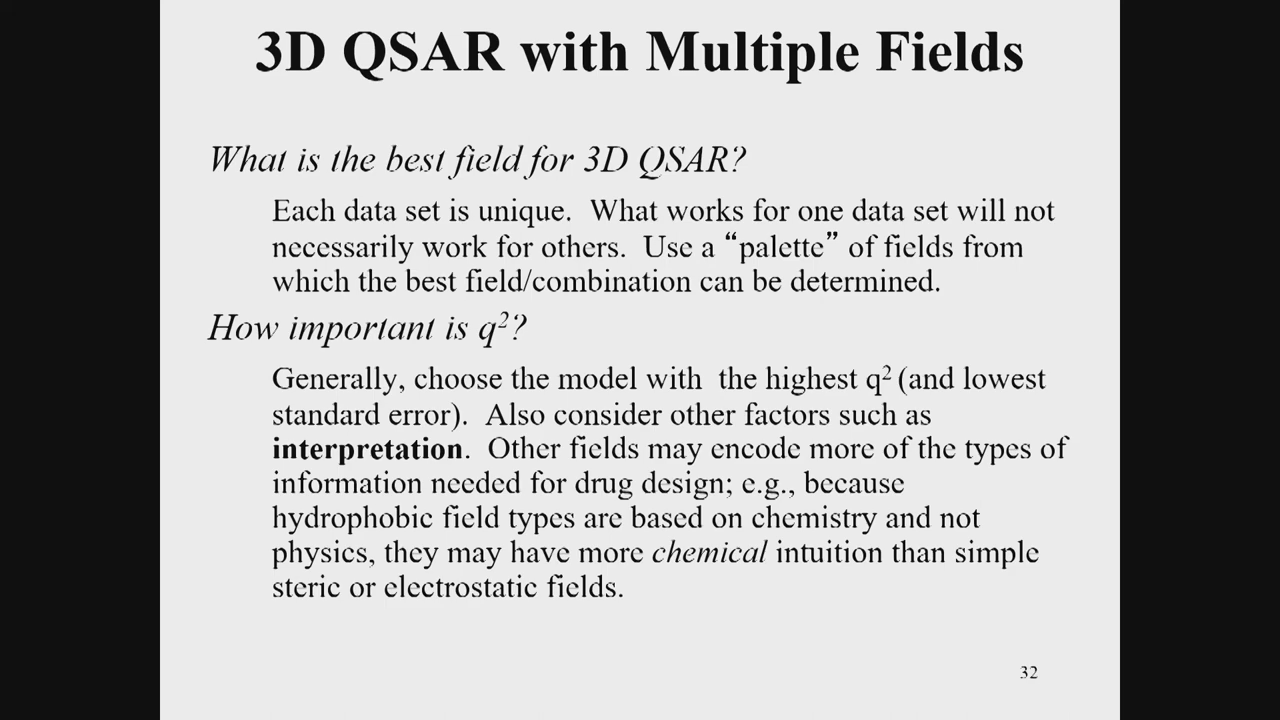 3D QSAR with Multiple Fields
What is the best field for 3D QSAR?
Each data set is unique.  What works for one data set will not
necessarily work for others.  Use a “palette” of fields from
which the best field/combination can be determined.
How important is q²?
Generally, choose the model with  the highest q² (and lowest
standard error).  Also consider other factors such as
interpretation.  Other fields may encode more of the types of
information needed for drug design; e.g., because
hydrophobic field types are based on chemistry and not
physics, they may have more chemical intuition than simple
steric or electrostatic fields.
32